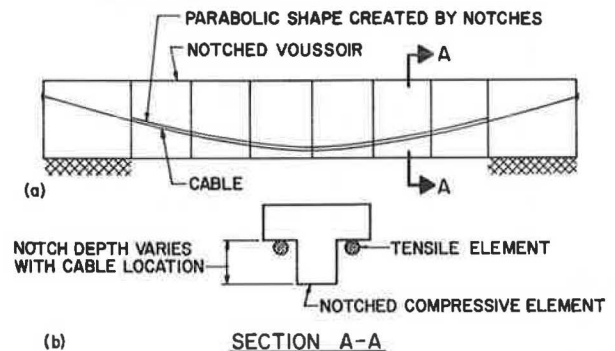 PARABOLIC SHAPE CREATED BY NOTCHES
NOTCHED VOUSSOIR
A
CABLE
A
(a)
NOTCH DEPTH VARIES
WITH CABLE LOCATION
TENSILE ELEMENT
NOTCHED COMPRESSIVE ELEMENT
(b)
SECTION A-A